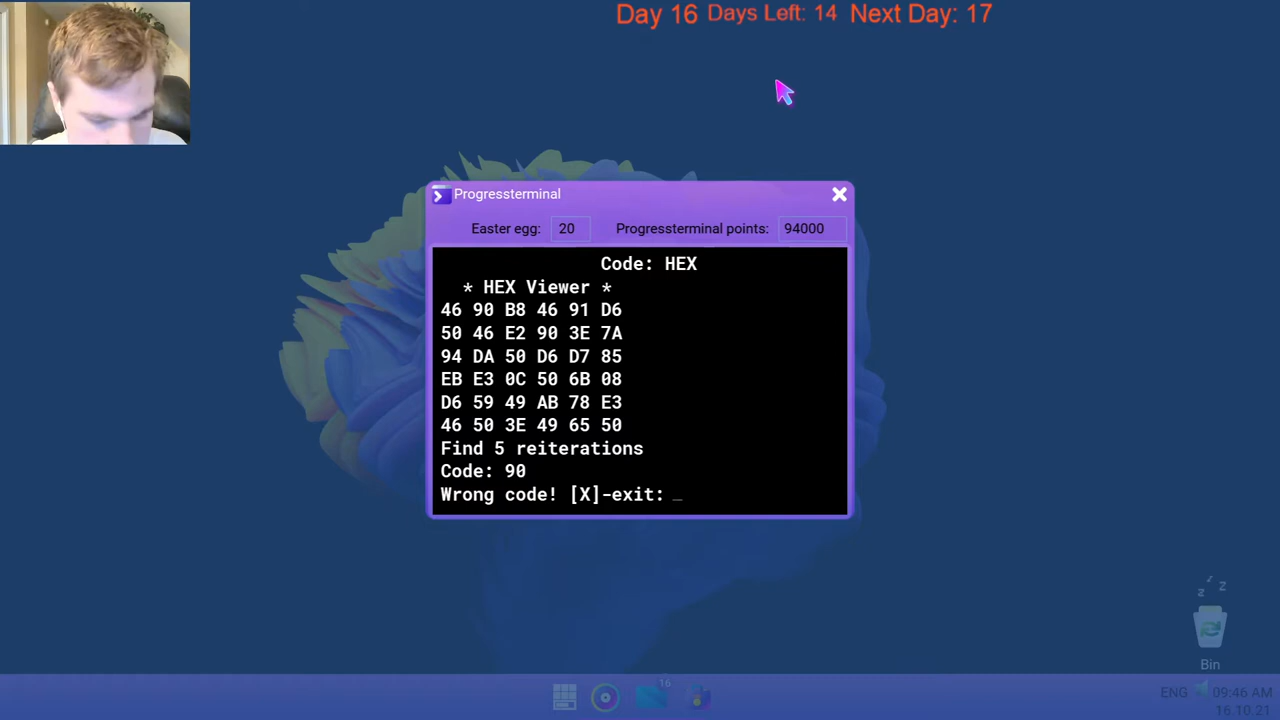 Day 16 Days Left: 14 Next Day: 17
Progressterminal
Easter egg: 20 Progressterminal points: 94000
Code: HEX
* HEX Viewer *
46 90 B8 46 91 D6
50 46 E2 90 3E 7A
94 DA 50 D6 D7 85
EB E3 0C 50 6B 08
D6 59 49 AB 78 E3
46 50 3E 49 65 50
Find 5 reiterations
Code: 90
Wrong code! [X]-exit: _
z z
Bin
16
ENG 09:46 AM
16.10.21